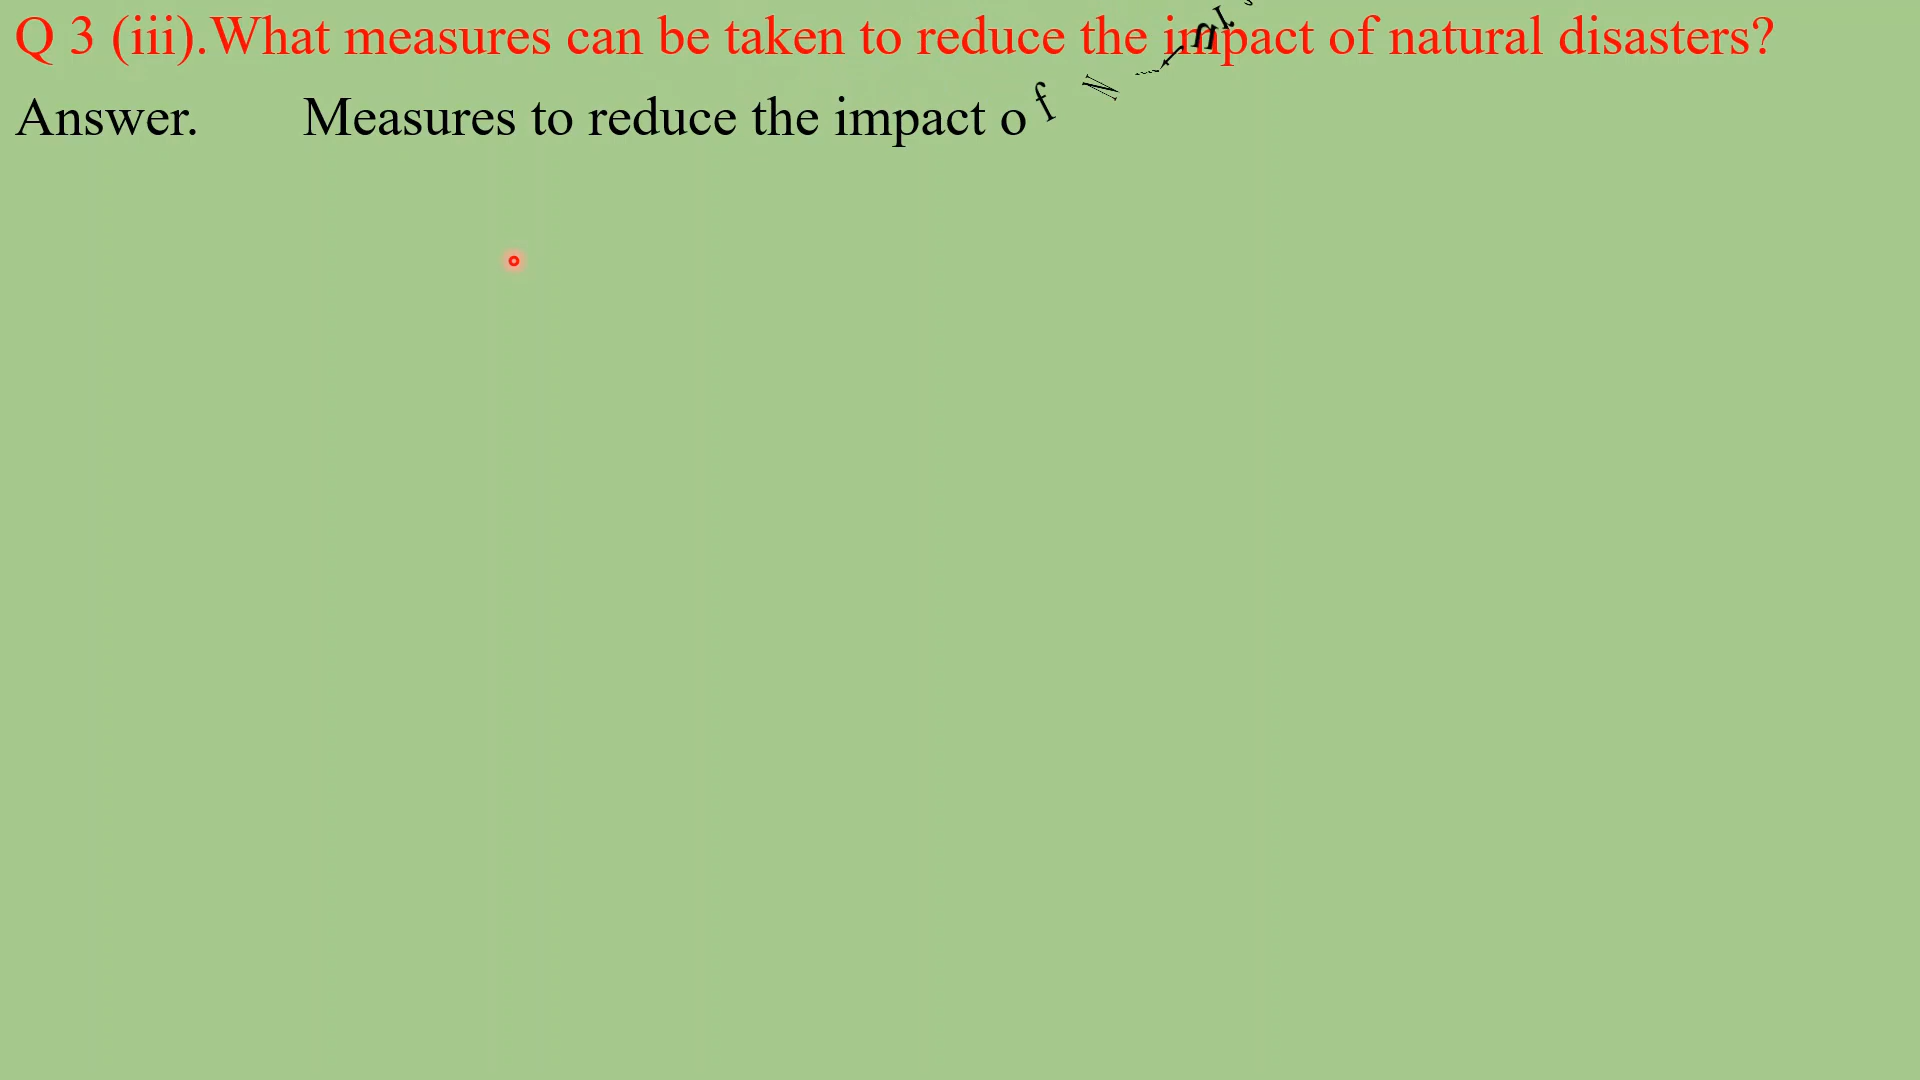 Q 3 (iii).What measures can be taken to reduce the impact of natural disasters?
Answer. Measures to reduce the impact of